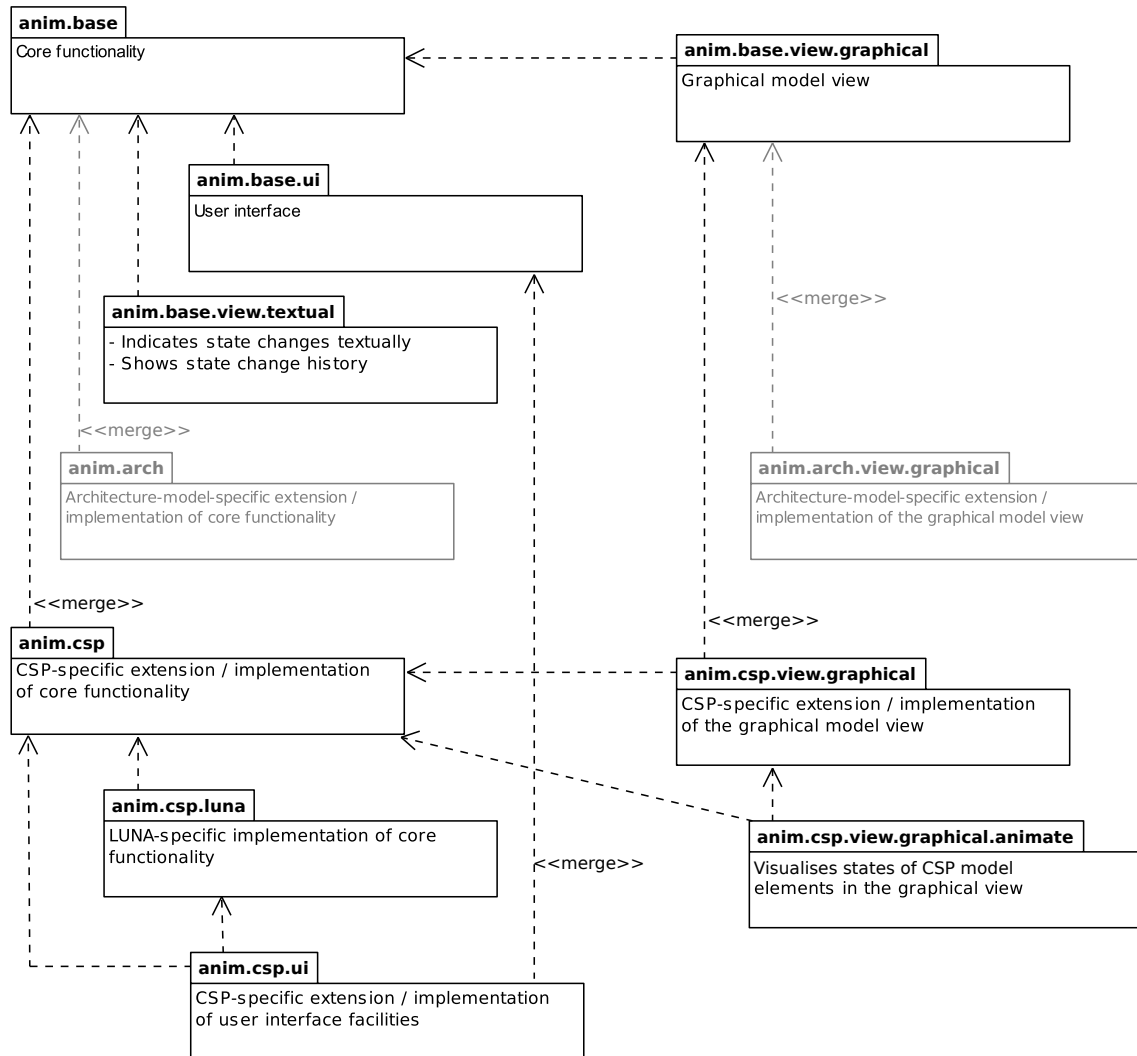 anim.base
Core functionality
anim.base.view.graphical
Graphical model view
anim.base.ui
User interface
<<merge>>
anim.base.view.textual
- Indicates state changes textually
- Shows state change history
<<merge>>
anim.arch
Architecture-model-specific extension /
implementation of core functionality
anim.arch.view.graphical
Architecture-model-specific extension /
implementation of the graphical model view
<<merge>>
<<merge>>
anim.csp
CSP-specific extension / implementation
of core functionality
anim.csp.view.graphical
CSP-specific extension / implementation
of the graphical model view
anim.csp.luna
LUNA-specific implementation of core
functionality
<<merge>>
anim.csp.view.graphical.animate
Visualises states of CSP model
elements in the graphical view
anim.csp.ui
CSP-specific extension / implementation
of user interface facilities